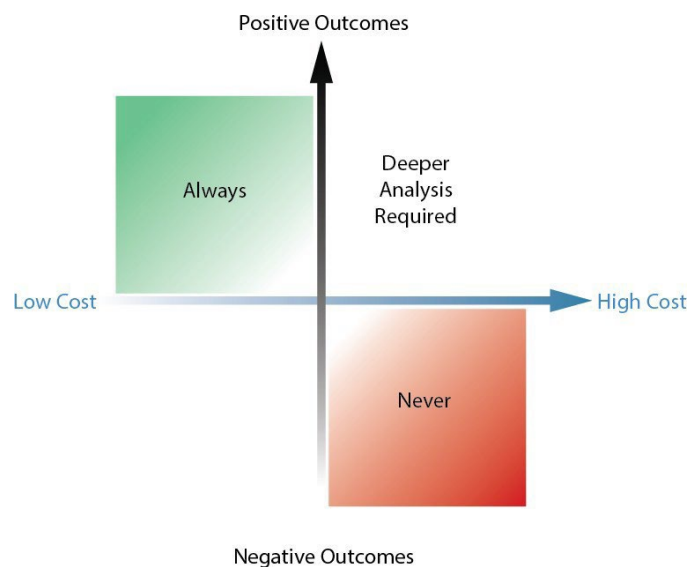 Positive Outcomes
Always
Deeper
Analysis
Required
Low Cost
High Cost
Never
Negative Outcomes